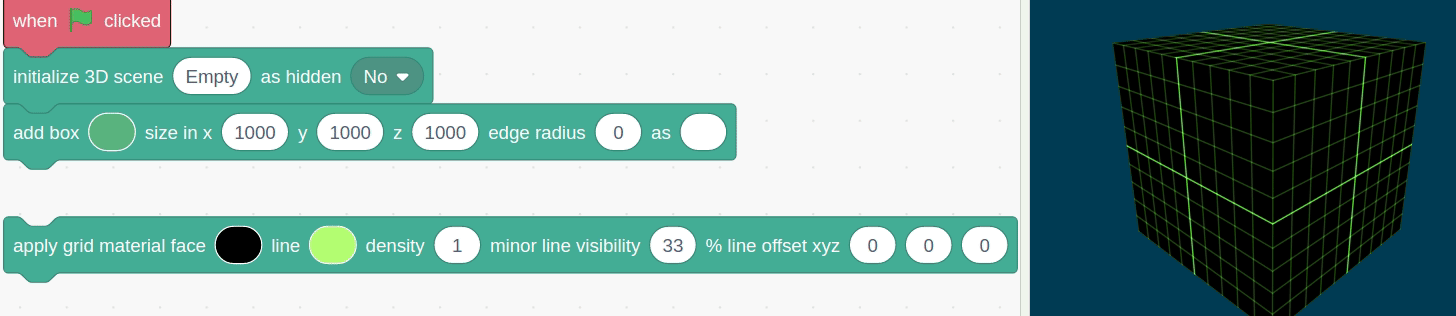 when clicked
initialize 3D scene Empty as hidden No
add box size in x 1000 y 1000 z 1000 edge radius 0 as
apply grid material face line density 1 minor line visibility 33 % line offset xyz 0 0 0